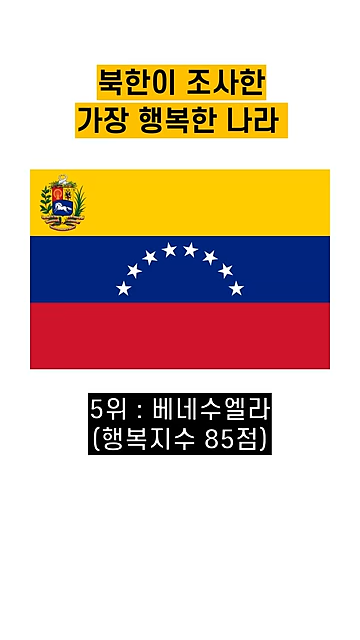 북한이 조사한
가장 행복한 나라
5위 : 베네수엘라
(행복지수 85점)